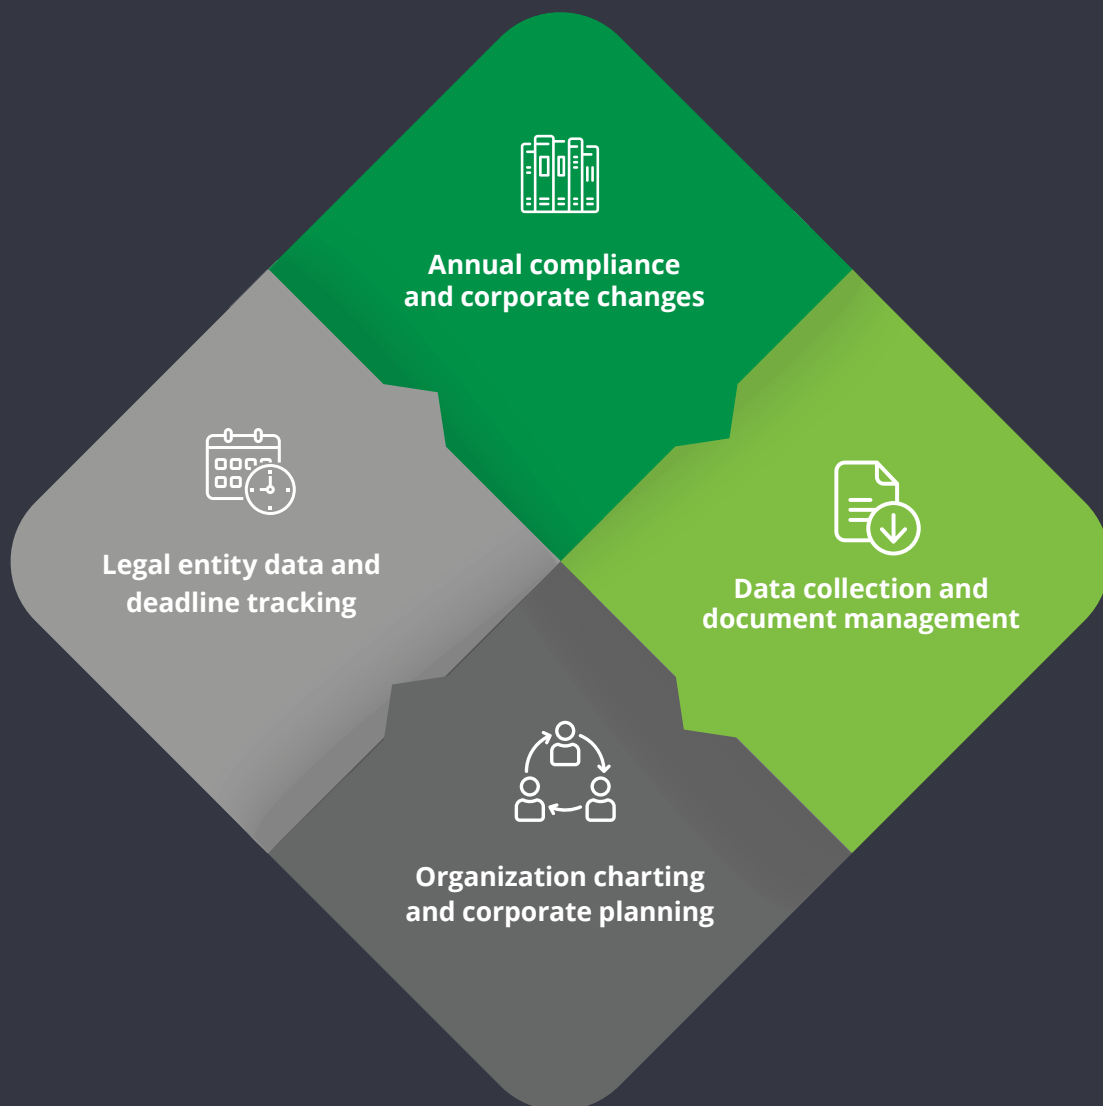 Annual compliance
and corporate changes
Legal entity data and
deadline tracking
Data collection and
document management
Organization charting
and corporate planning